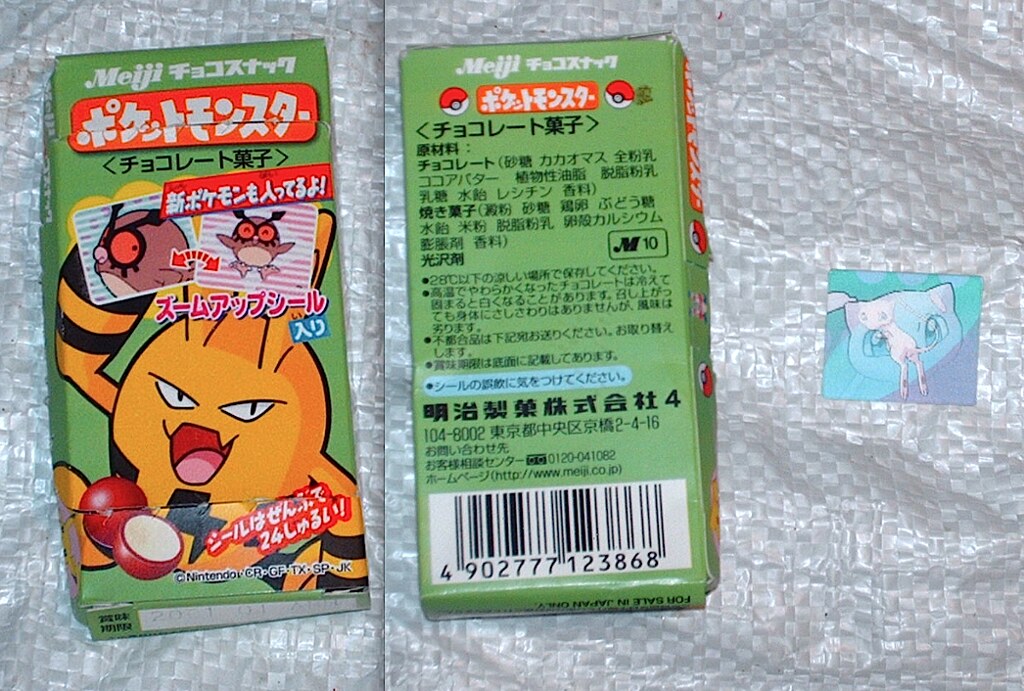 Meiji チョコスナック
ポケットモンスター
<チョコレート菓子>
新ポケモンも入ってるよ!
ズームアップシール
入り
シールはぜんぶで
24しゅるい!
©Nintendo・CR・GF・TX・SP・JK
賞味
期限
Meiji チョコスナック
ポケットモンスター
<チョコレート菓子>
原材料:
チョコレート(砂糖 カカオマス 全粉乳
ココアバター 植物性油脂 脱脂粉乳
乳糖 水飴 レシチン 香料)
焼き菓子(澱粉 砂糖 鶏卵 ぶどう糖
水飴 米粉 脱脂粉乳 卵殻カルシウム
膨脹剤 香料)
光沢剤
M 10
●28℃以下の涼しい場所で保存してください。
●高温でやわらかくなったチョコレートは冷えて
固まると白くなることがあります。召し上がっ
ても身体にさしさわりはありませんが、風味は
劣ります。
●不都合品は下記宛お送りください。お取り替え
します。
●賞味期限は底面に記載してあります。
●シールの誤飲に気をつけてください。
明治製菓株式会社 4
104-8002 東京都中央区京橋2-4-16
お問い合わせ先
お客様相談センター 0120-041082
ホームページ(http://www.meiji.co.jp)
4 902777 123868
FOR SALE IN JAPAN ONLY